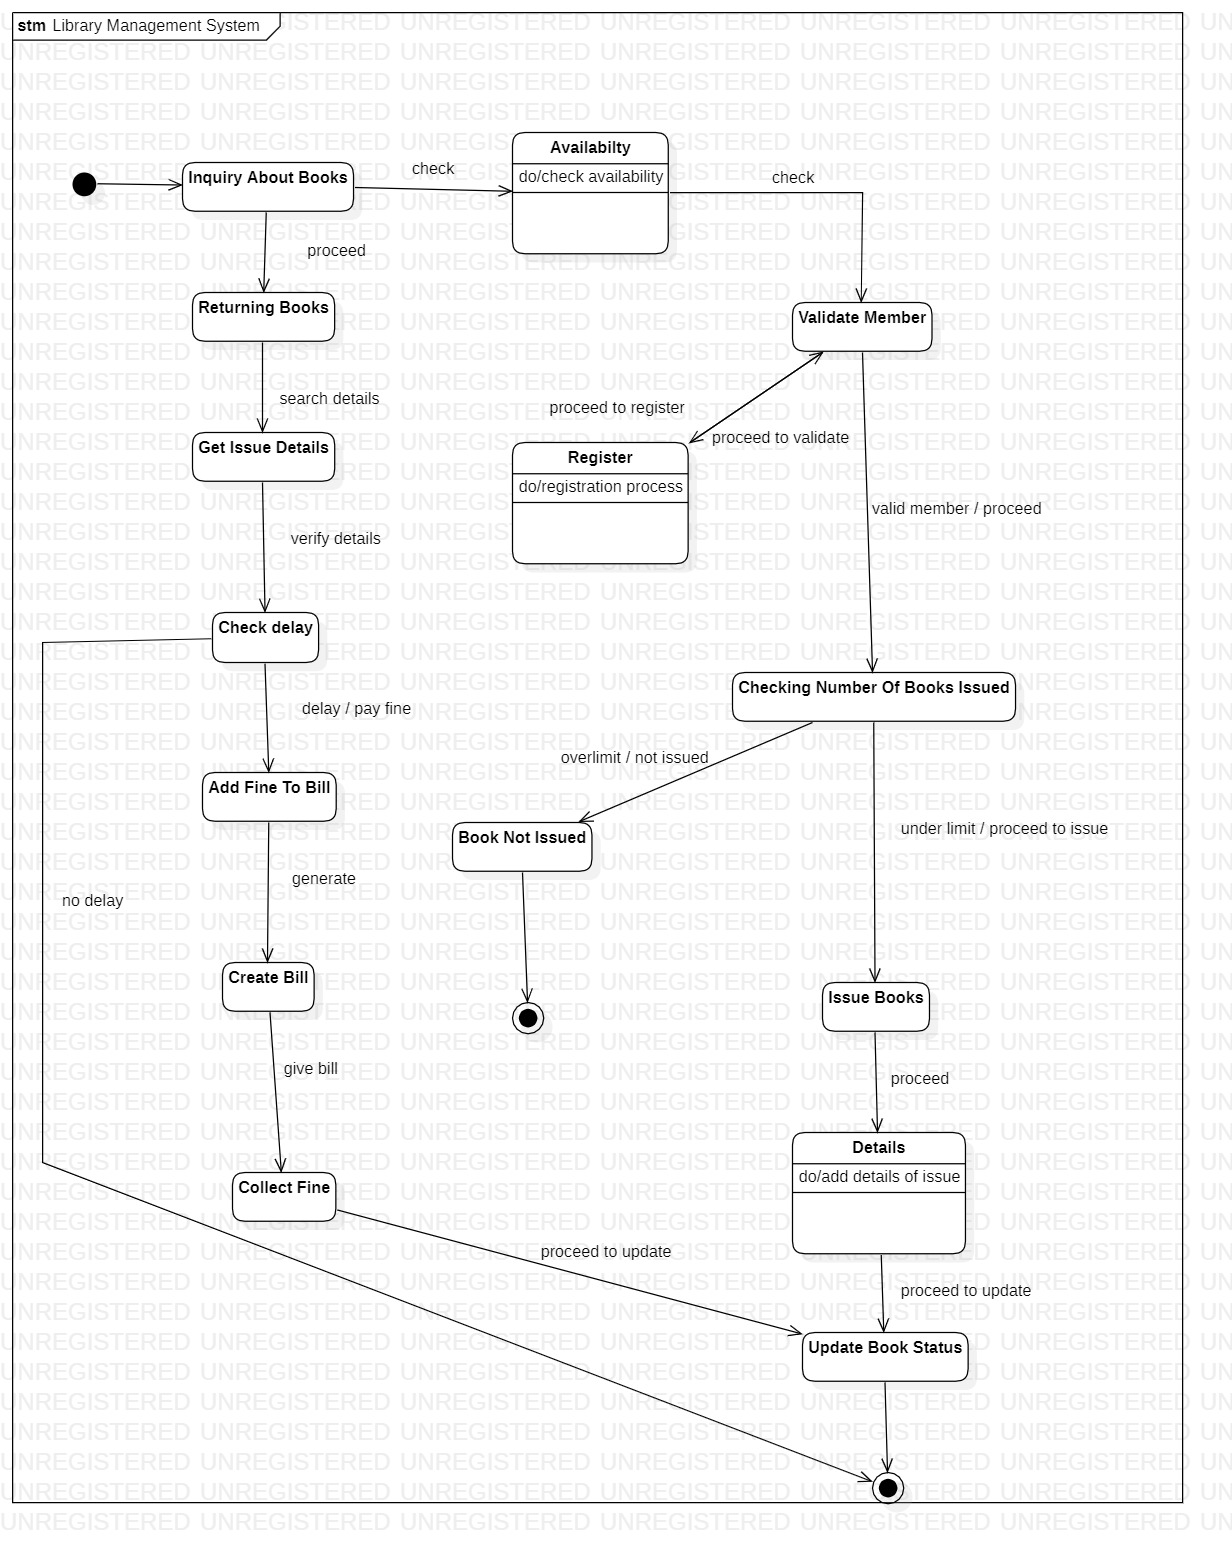 stm Library Management System
Availabilty
do/check availability
Inquiry About Books
check
check
proceed
Returning Books
Validate Member
search details
proceed to register
proceed to validate
Get Issue Details
Register
do/registration process
valid member / proceed
verify details
Check delay
Checking Number Of Books Issued
delay / pay fine
overlimit / not issued
Add Fine To Bill
Book Not Issued
under limit / proceed to issue
generate
no delay
Create Bill
Issue Books
give bill
proceed
Details
do/add details of issue
Collect Fine
proceed to update
proceed to update
Update Book Status
UNREGISTERED